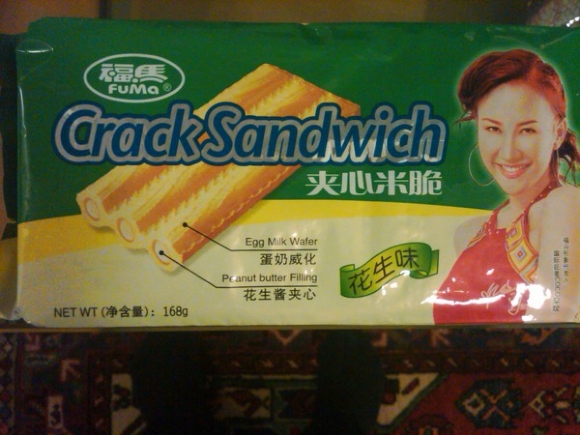 福馬®
FuMa
Crack Sandwich
夹心米脆
Egg Milk Wafer
蛋奶威化
Peanut butter Filling
花生酱夹心
花生味
NET WT (净含量): 168g